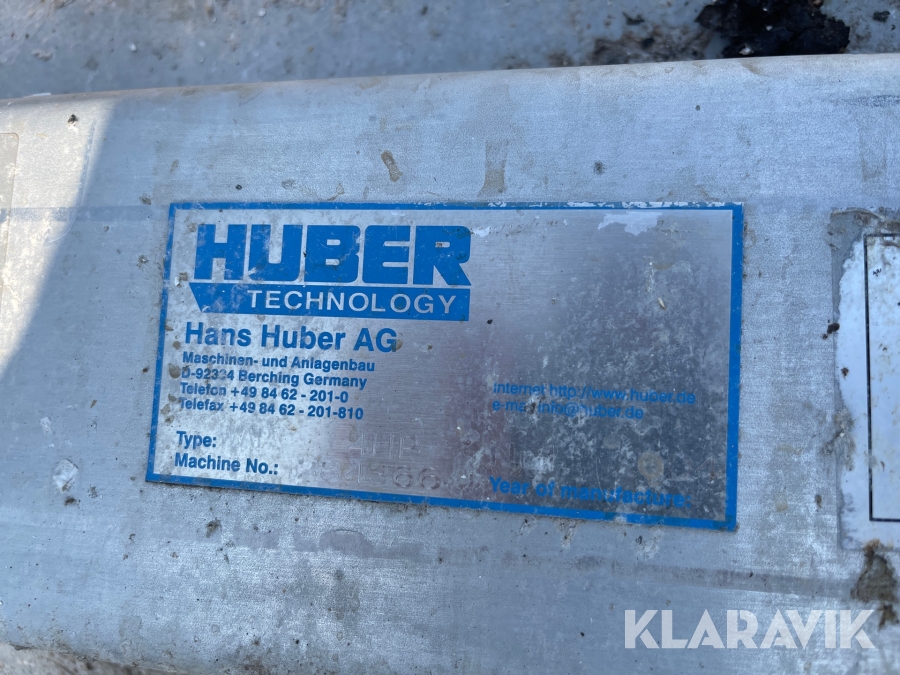 HUBER
TECHNOLOGY
Hans Huber AG
Maschinen- und Anlagenbau
D-92334 Berching Germany
Telefon +49 84 62 - 201-0
Telefax +49 84 62 - 201-810
internet http://www.huber.de
e-mail info@huber.de
Type:
Machine No.:
Year of manufacture:
KLARAVIK